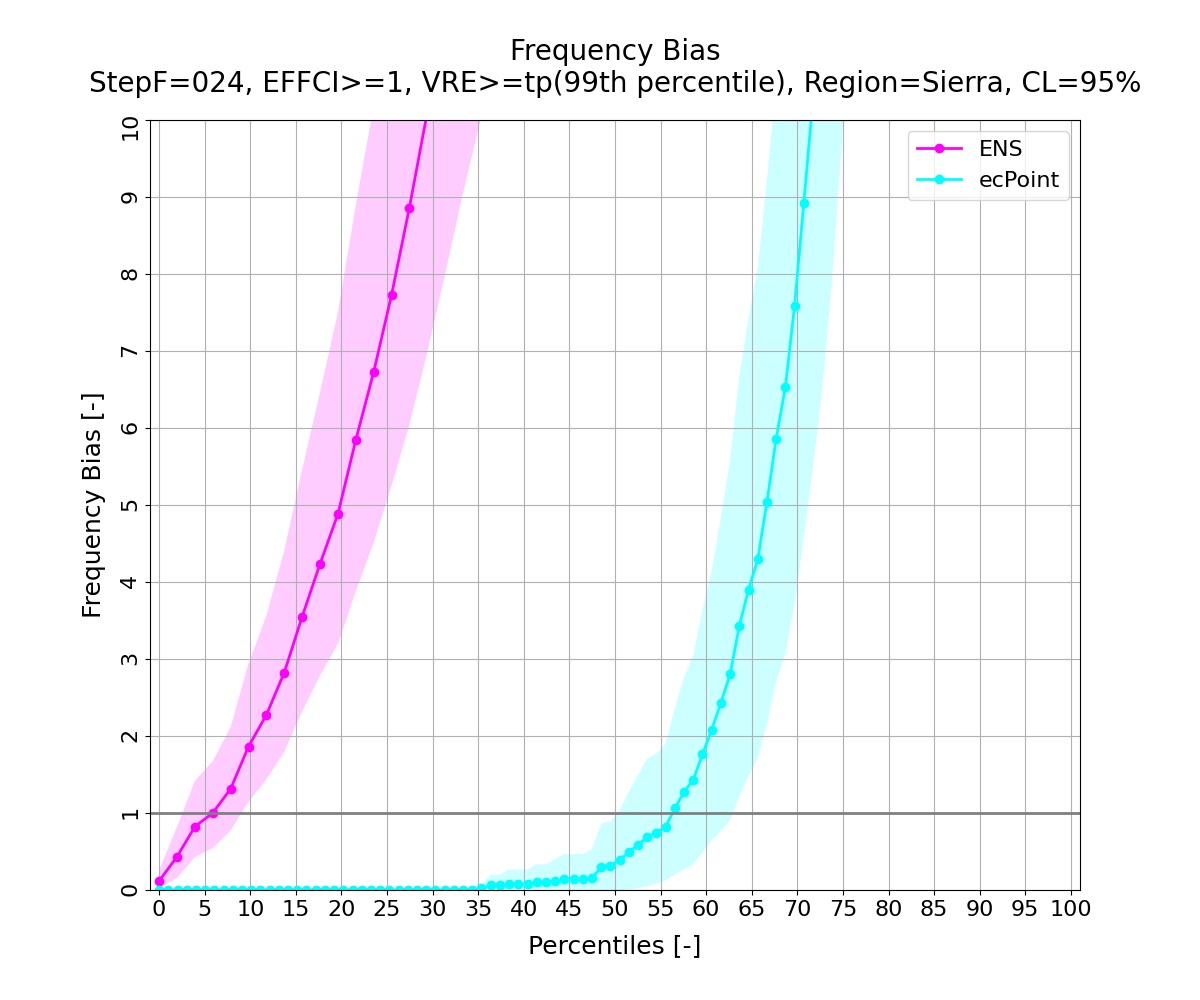 Frequency Bias
StepF=024, EFFCI>=1, VRE>=tp(99th percentile), Region=Sierra, CL=95%
10
9
8
7
6
5
4
3
2
1
0
Frequency Bias [-]
ENS
ecPoint
0 5 10 15 20 25 30 35 40 45 50 55 60 65 70 75 80 85 90 95 100
Percentiles [-]